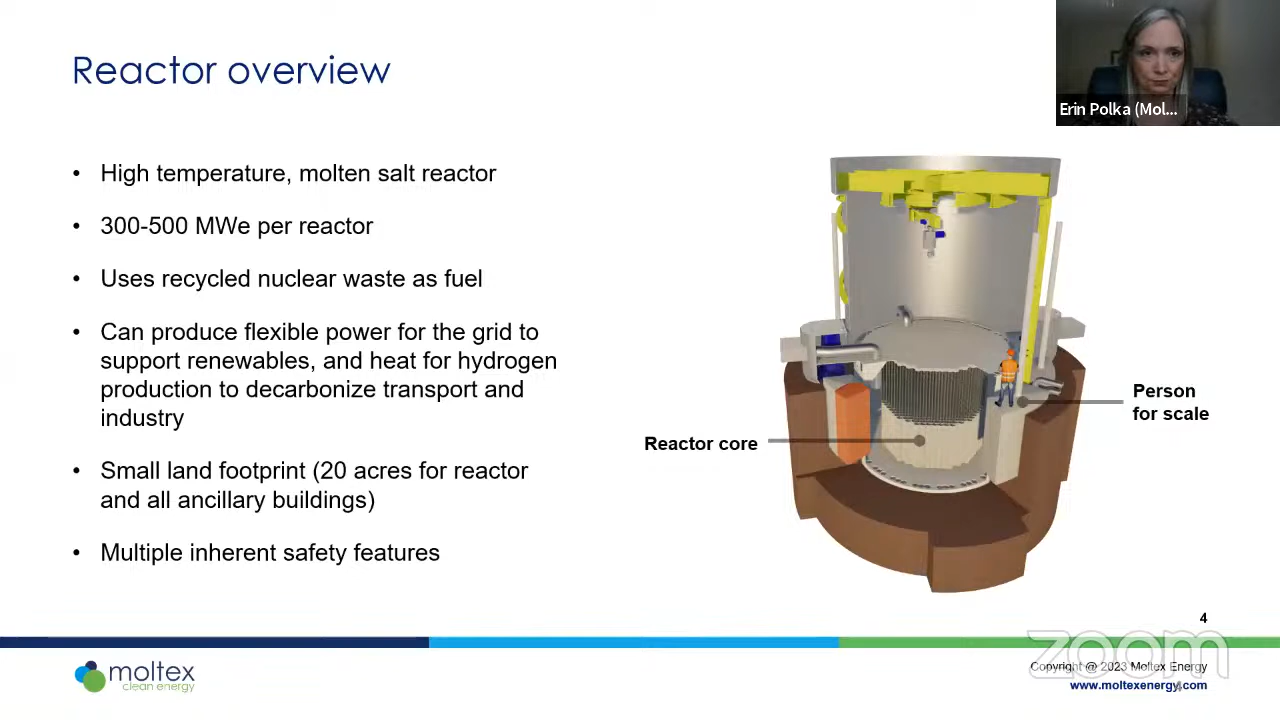 Reactor overview
Erin Polka (Mol...
• High temperature, molten salt reactor
• 300-500 MWe per reactor
• Uses recycled nuclear waste as fuel
• Can produce flexible power for the grid to
support renewables, and heat for hydrogen
production to decarbonize transport and
industry
• Small land footprint (20 acres for reactor
and all ancillary buildings)
• Multiple inherent safety features
Person
for scale
Reactor core
4
zoom
moltex
clean energy
Copyright @ 2023 Moltex Energy
www.moltexenergy.com
4